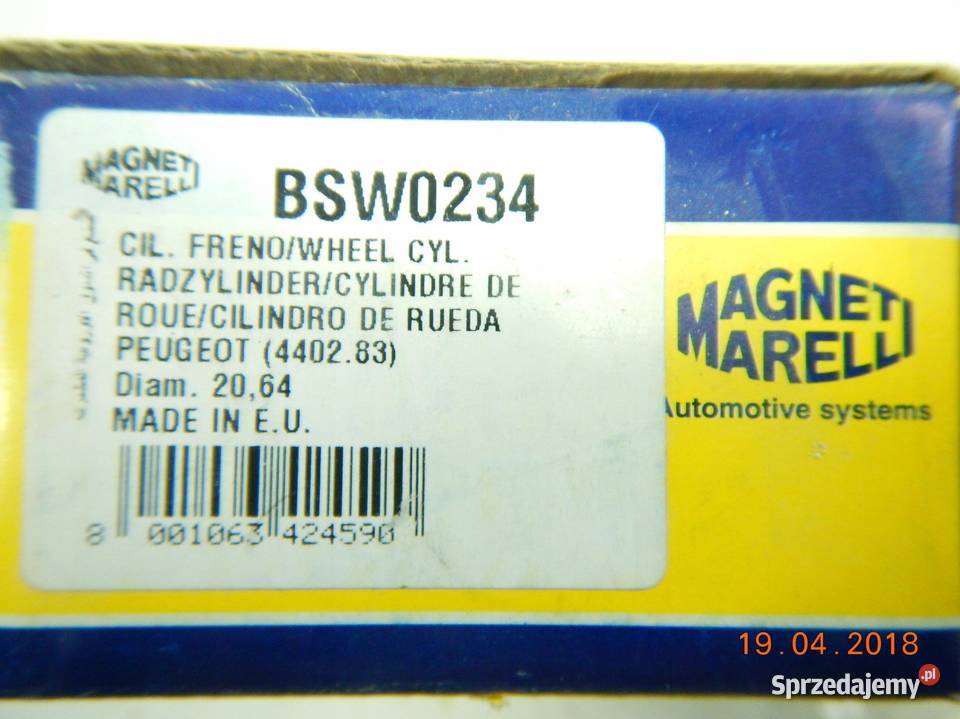 MAGNETI
MARELLI
BSW0234
CIL. FRENO/WHEEL CYL.
RADZYLINDER/CYLINDRE DE
ROUE/CILINDRO DE RUEDA
PEUGEOT (4402.83)
Diam. 20,64
MADE IN E.U.
8 001063 424590
MAGNETI
MARELLI
Automotive systems
19.04.2018
Sprzedajemy.pl